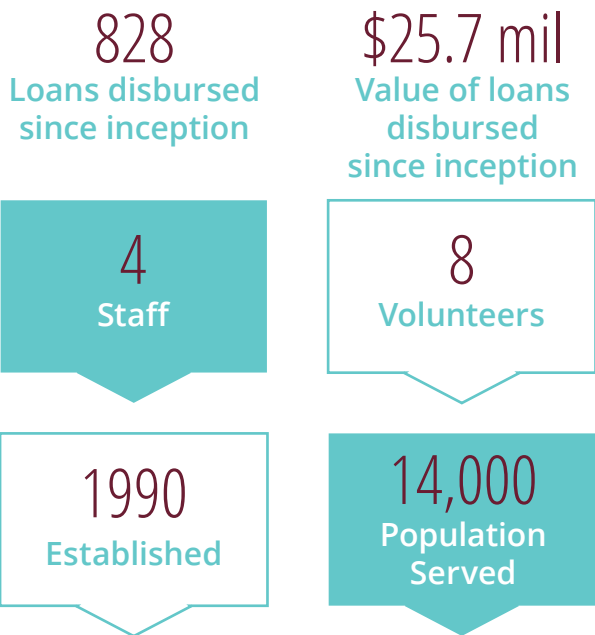 828
Loans disbursed
since inception
$25.7 mil
Value of loans
disbursed
since inception
4
Staff
8
Volunteers
1990
Established
14,000
Population
Served